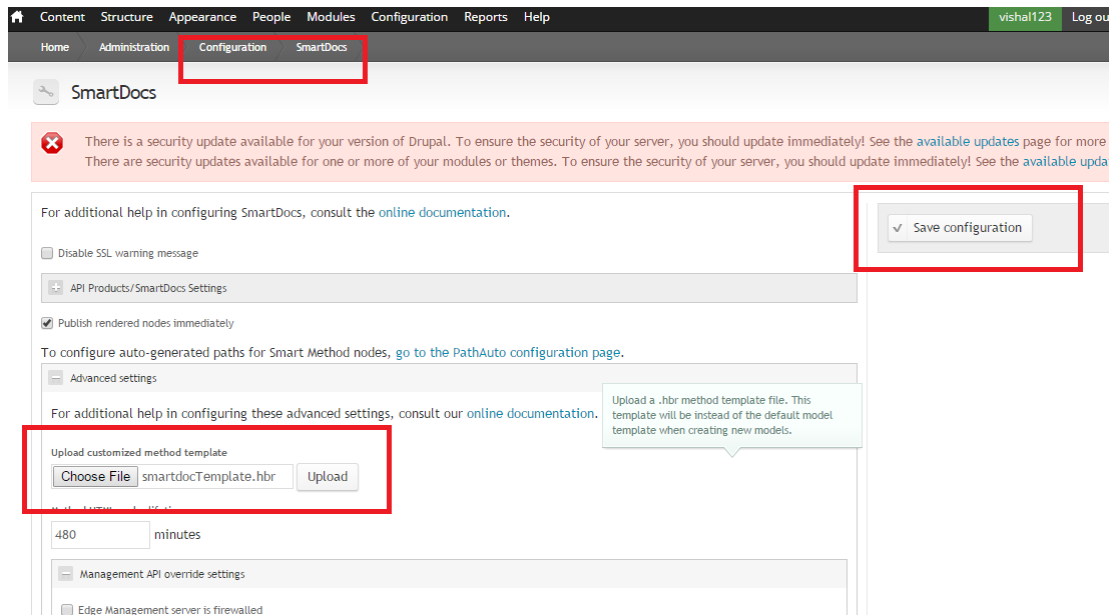 Content Structure Appearance People Modules Configuration Reports Help vishal123 Log ou
Home Administration Configuration SmartDocs
SmartDocs
There is a security update available for your version of Drupal. To ensure the security of your server, you should update immediately! See the available updates page for more
There are security updates available for one or more of your modules or themes. To ensure the security of your server, you should update immediately! See the available upda
For additional help in configuring SmartDocs, consult the online documentation.
Save configuration
Disable SSL warning message
API Products/SmartDocs Settings
Publish rendered nodes immediately
To configure auto-generated paths for Smart Method nodes, go to the PathAuto configuration page.
Advanced settings
For additional help in configuring these advanced settings, consult our online documentation.
Upload a .hbr method template file. This
template will be instead of the default model
template when creating new models.
Upload customized method template
Choose File smartdocTemplate.hbr Upload
480 minutes
Management API override settings
Edge Management server is firewalled